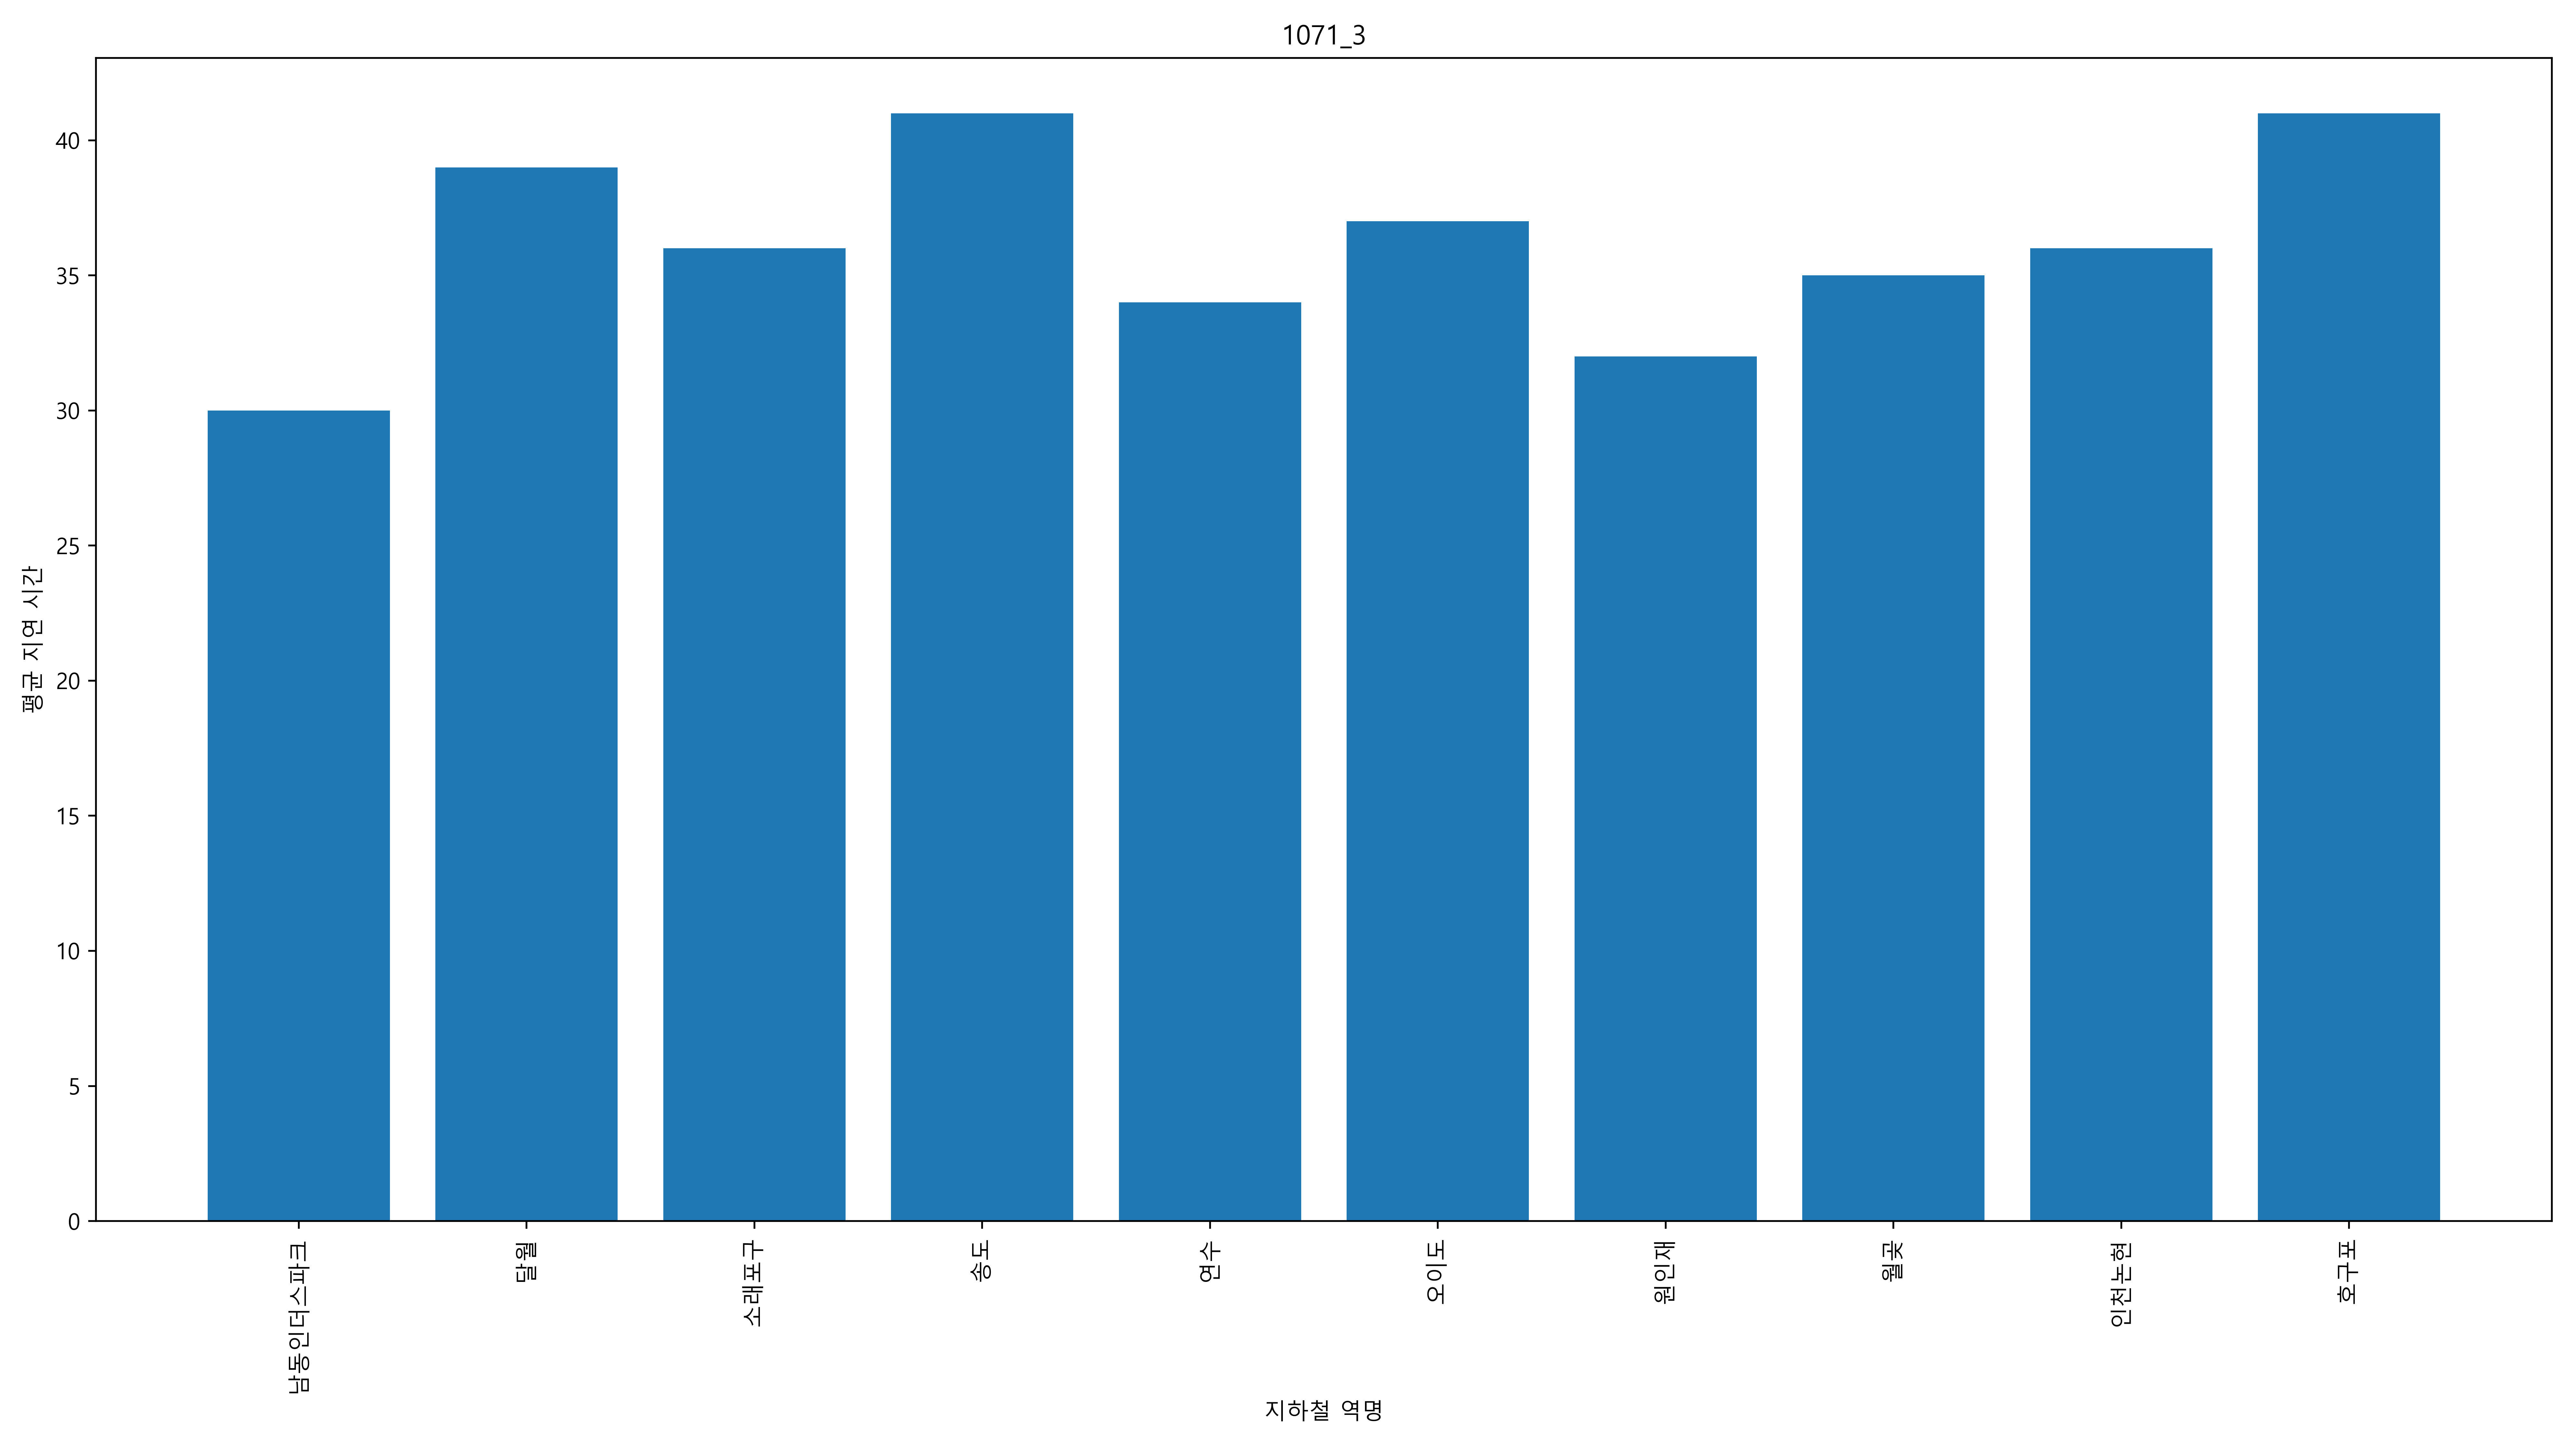 1071_3
평균 지연 시간
40
35
30
25
20
15
10
5
0
남동인더스파크
달월
소래포구
송도
연수
오이도
원인재
월곶
인천논현
호구포
지하철 역명